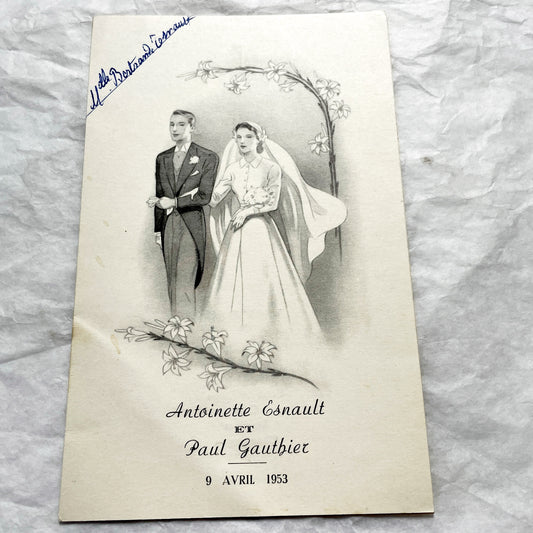 Mlle Bertrande Esnault
Antoinette Esnault
ET
Paul Gauthier
9 AVRIL 1953